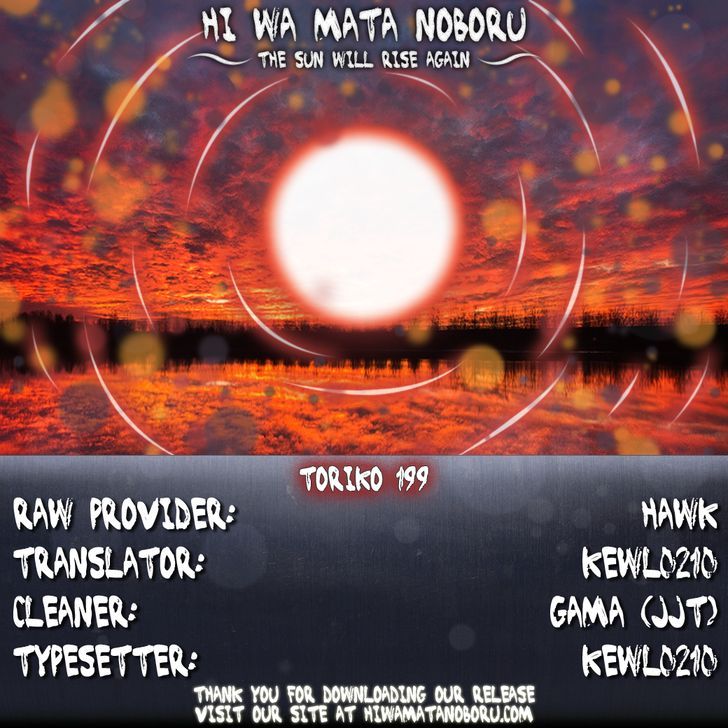 HI WA MATA NOBORU
THE SUN WILL RISE AGAIN
TORIKO 199
RAW PROVIDER: HAWK
TRANSLATOR: KEWL0210
CLEANER: GAMA (JJT)
TYPESETTER: KEWL0210
THANK YOU FOR DOWNLOADING OUR RELEASE
VISIT OUR SITE AT HIWAMATANOBORU.COM